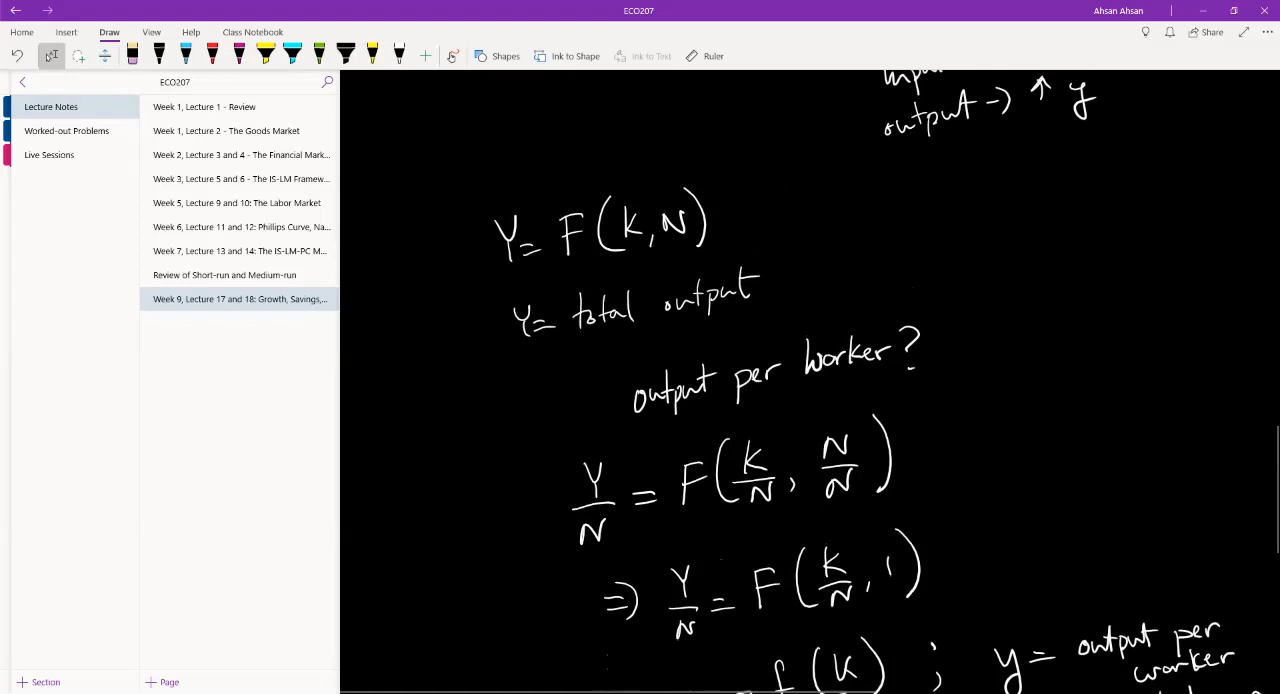 ECO207
Ahsan Ahsan
Home Insert Draw View Help Class Notebook
Share
Shapes Ink to Shape Ink to Text Ruler
ECO207
Lecture Notes
Worked-out Problems
Live Sessions
Week 1, Lecture 1 - Review
Week 1, Lecture 2 - The Goods Market
Week 2, Lecture 3 and 4 - The Financial Mark...
Week 3, Lecture 5 and 6 - The IS-LM Framew...
Week 5, Lecture 9 and 10: The Labor Market
Week 6, Lecture 11 and 12: Phillips Curve, Na...
Week 7, Lecture 13 and 14: The IS-LM-PC M...
Review of Short-run and Medium-run
Week 9, Lecture 17 and 18: Growth, Savings,...
Section
Page
input
output → ↑ y
Y = F(K, N)
Y = total output
output per worker?
Y/N = F(K/N, N/N)
⇒ Y/N = F(K/N, 1)
f(k) ; y = output per
worker